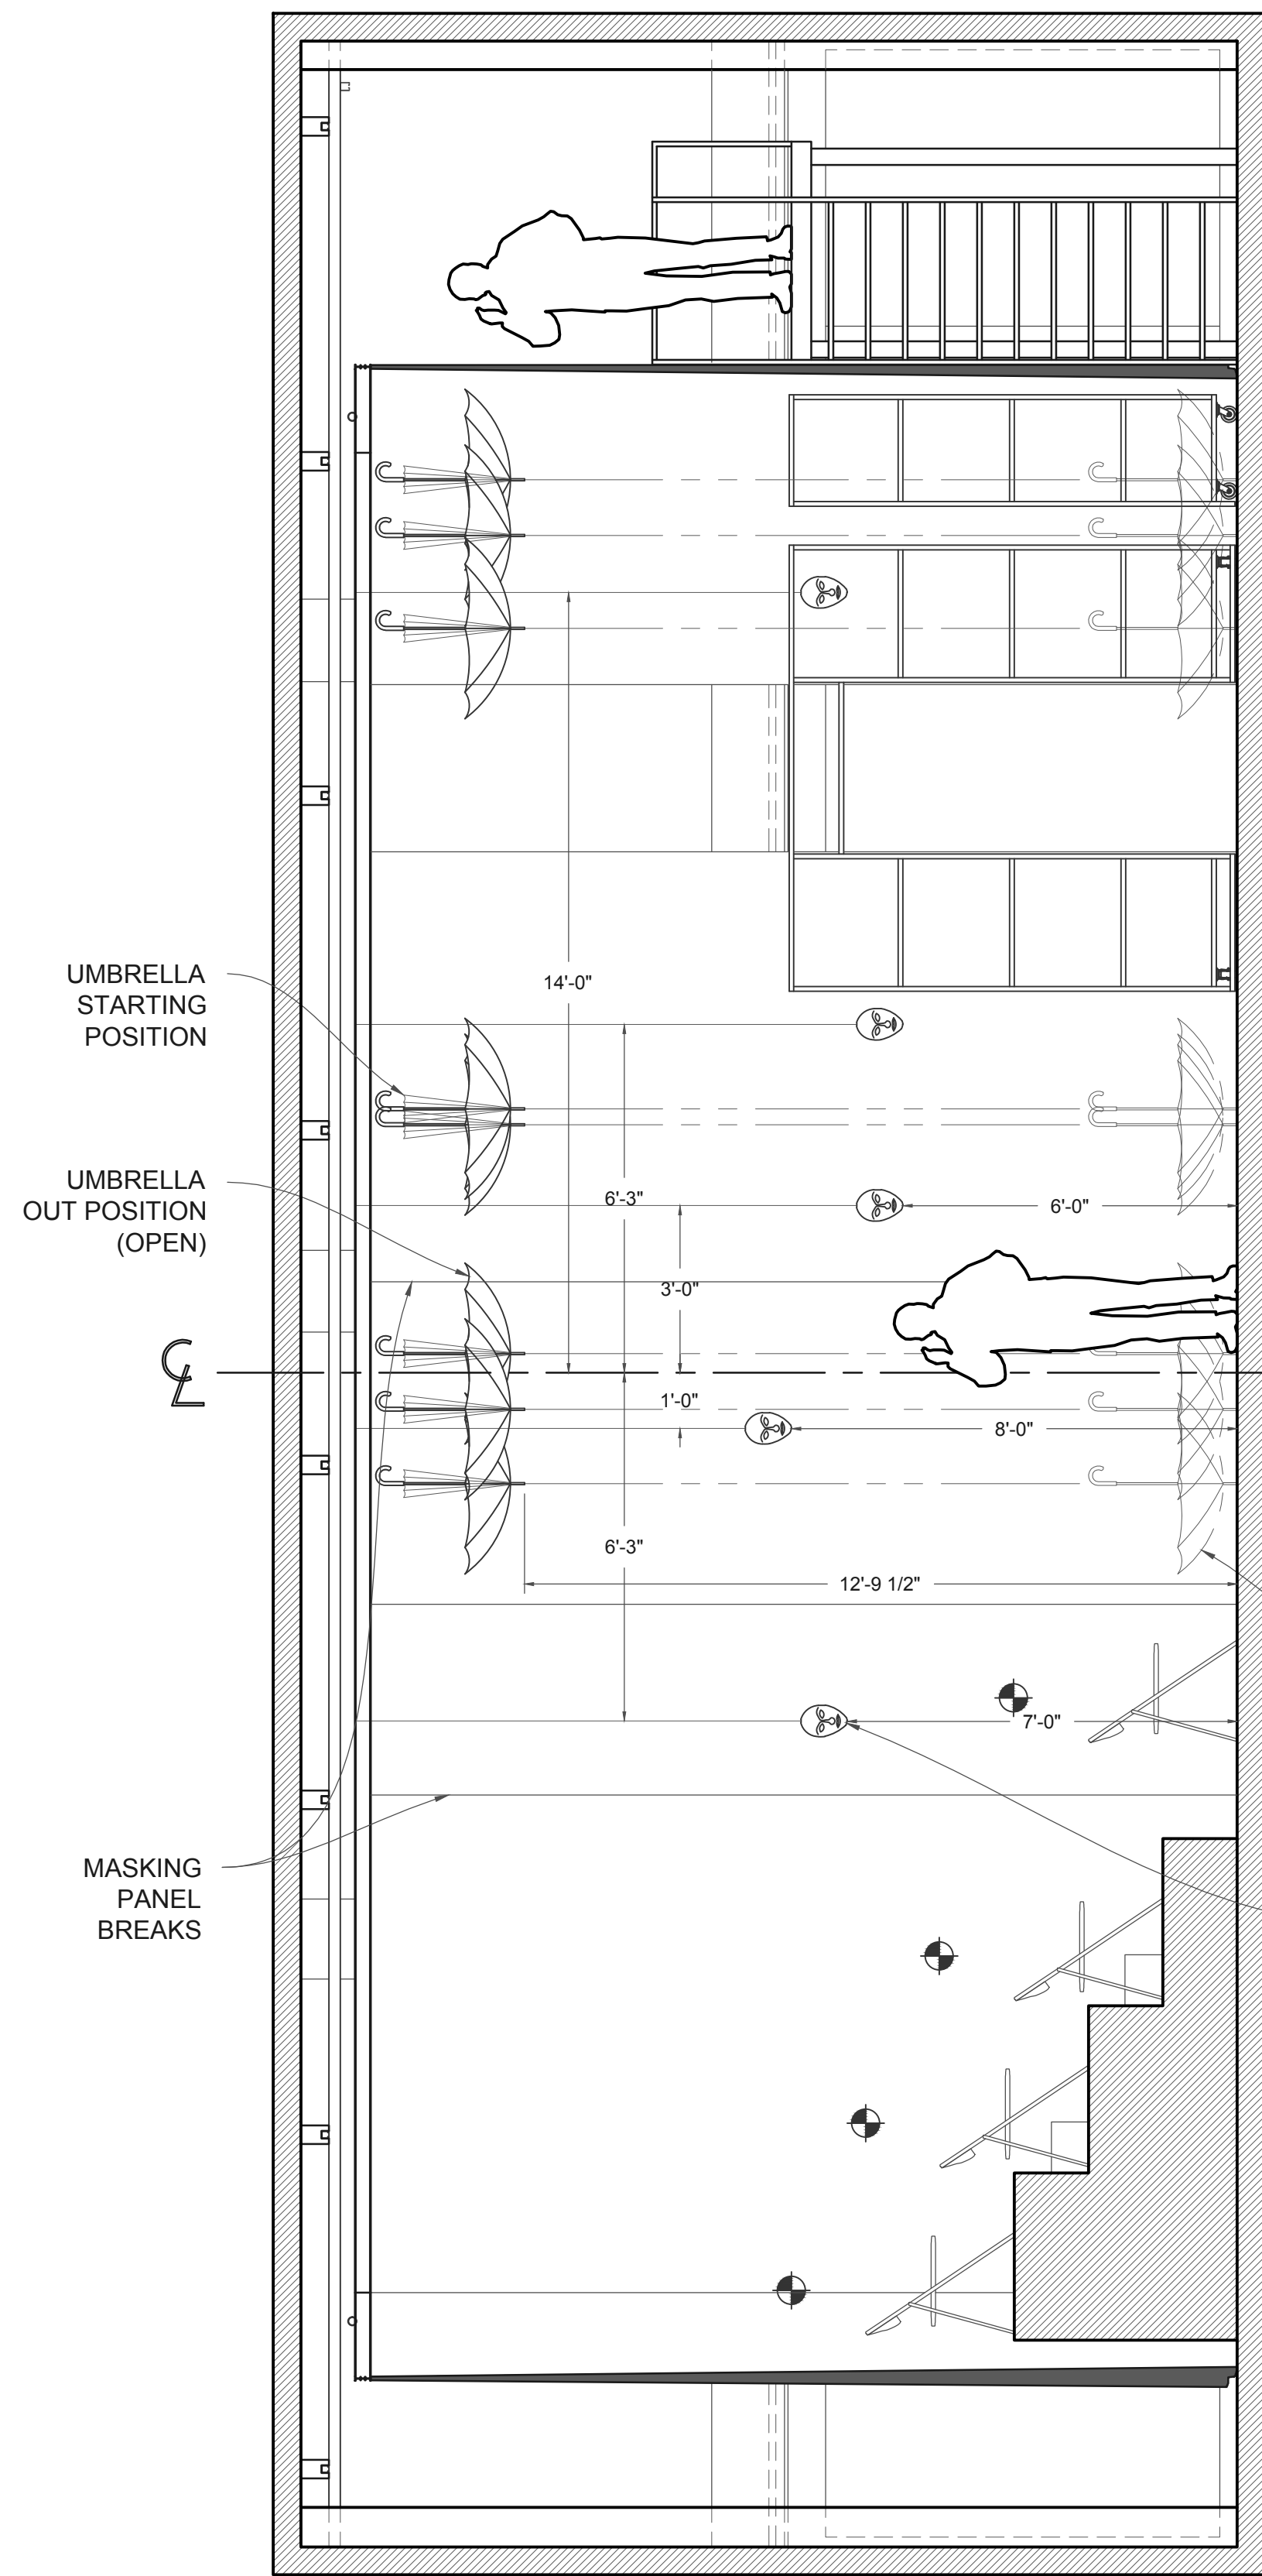 UMBRELLA
STARTING
POSITION
UMBRELLA
OUT POSITION
(OPEN)
MASKING
PANEL
BREAKS
14'-0"
6'-3"
6'-0"
3'-0"
1'-0"
8'-0"
6'-3"
12'-9 1/2"
7'-0"
℄